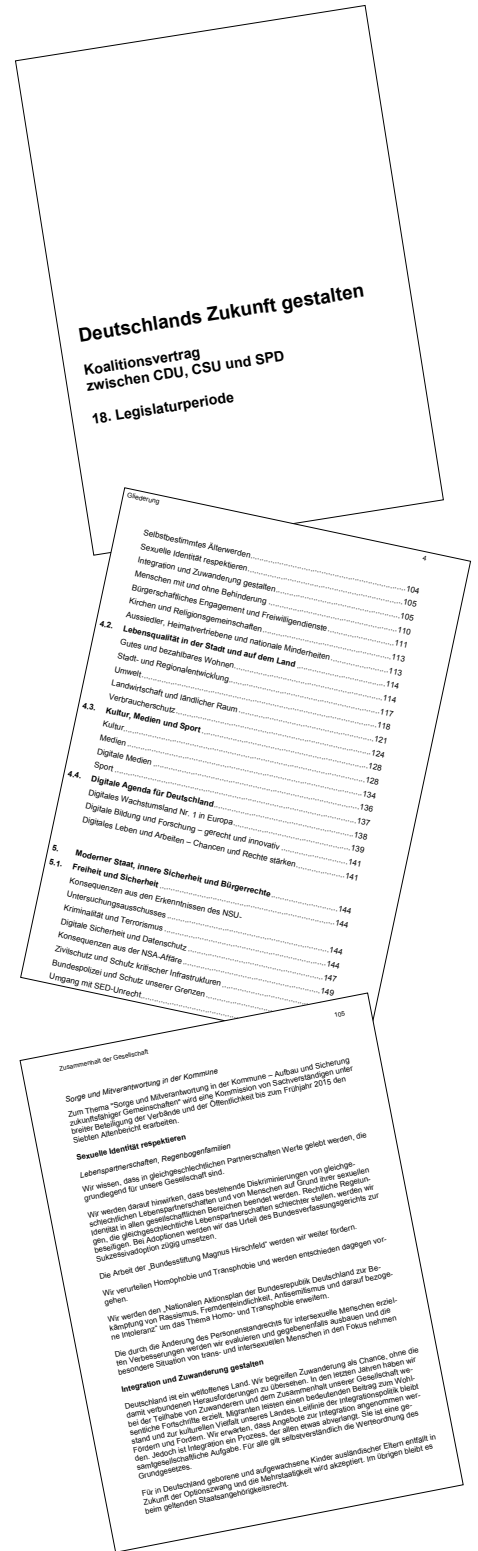 Deutschlands Zukunft gestalten
Koalitionsvertrag
zwischen CDU, CSU und SPD
18. Legislaturperiode
Gliederung
4
Selbstbestimmtes Älterwerden 104
Sexuelle Identität respektieren 105
Integration und Zuwanderung gestalten 105
Menschen mit und ohne Behinderung 110
Bürgerschaftliches Engagement und Freiwilligendienste 111
Kirchen und Religionsgemeinschaften 113
Aussiedler, Heimatvertriebene und nationale Minderheiten 113
4.2. Lebensqualität in der Stadt und auf dem Land 114
Gutes und bezahlbares Wohnen 114
Stadt- und Regionalentwicklung 117
Umwelt 118
Landwirtschaft und ländlicher Raum 121
Verbraucherschutz 124
4.3. Kultur, Medien und Sport 128
Kultur 128
Medien 134
Digitale Medien 136
Sport 137
4.4. Digitale Agenda für Deutschland 138
Digitales Wachstumsland Nr. 1 in Europa 139
Digitale Bildung und Forschung – gerecht und innovativ 141
Digitales Leben und Arbeiten – Chancen und Rechte stärken 141
5. Moderner Staat, innere Sicherheit und Bürgerrechte 144
5.1. Freiheit und Sicherheit 144
Konsequenzen aus den Erkenntnissen des NSU-
Untersuchungsausschusses 144
Kriminalität und Terrorismus 144
Digitale Sicherheit und Datenschutz 147
Konsequenzen aus der NSA-Affäre 149
Zivilschutz und Schutz kritischer Infrastrukturen
Bundespolizei und Schutz unserer Grenzen
Umgang mit SED-Unrecht
Zusammenhalt der Gesellschaft
105
Sorge und Mitverantwortung in der Kommune
Zum Thema "Sorge und Mitverantwortung in der Kommune – Aufbau und Sicherung
zukunftsfähiger Gemeinschaften" wird eine Kommission von Sachverständigen unter
breiter Beteiligung der Verbände und der Öffentlichkeit bis zum Frühjahr 2015 den
Siebten Altenbericht erarbeiten.
Sexuelle Identität respektieren
Lebenspartnerschaften, Regenbogenfamilien
Wir wissen, dass in gleichgeschlechtlichen Partnerschaften Werte gelebt werden, die
grundlegend für unsere Gesellschaft sind.
Wir werden darauf hinwirken, dass bestehende Diskriminierungen von gleichge-
schlechtlichen Lebenspartnerschaften und von Menschen auf Grund ihrer sexuellen
Identität in allen gesellschaftlichen Bereichen beendet werden. Rechtliche Regelun-
gen, die gleichgeschlechtliche Lebenspartnerschaften schlechter stellen, werden wir
beseitigen. Bei Adoptionen werden wir das Urteil des Bundesverfassungsgerichts zur
Sukzessivadoption zügig umsetzen.
Die Arbeit der „Bundesstiftung Magnus Hirschfeld“ werden wir weiter fördern.
Wir verurteilen Homophobie und Transphobie und werden entschieden dagegen vor-
gehen.
Wir werden den „Nationalen Aktionsplan der Bundesrepublik Deutschland zur Be-
kämpfung von Rassismus, Fremdenfeindlichkeit, Antisemitismus und darauf bezoge-
ne Intoleranz“ um das Thema Homo- und Transphobie erweitern.
Die durch die Änderung des Personenstandrechts für intersexuelle Menschen erziel-
ten Verbesserungen werden wir evaluieren und gegebenenfalls ausbauen und die
besondere Situation von trans- und intersexuellen Menschen in den Fokus nehmen
Integration und Zuwanderung gestalten
Deutschland ist ein weltoffenes Land. Wir begreifen Zuwanderung als Chance, ohne die
damit verbundenen Herausforderungen zu übersehen. In den letzten Jahren haben wir
bei der Teilhabe von Zuwanderern und dem Zusammenhalt unserer Gesellschaft we-
sentliche Fortschritte erzielt. Migranten leisten einen bedeutenden Beitrag zum Wohl-
stand und zur kulturellen Vielfalt unseres Landes. Leitlinie der Integrationspolitik bleibt
Fördern und Fordern. Wir erwarten, dass Angebote zur Integration angenommen wer-
den. Jedoch ist Integration ein Prozess, der allen etwas abverlangt. Sie ist eine ge-
samtgesellschaftliche Aufgabe. Für alle gilt selbstverständlich die Werteordnung des
Grundgesetzes.
Für in Deutschland geborene und aufgewachsene Kinder ausländischer Eltern entfällt in
Zukunft der Optionszwang und die Mehrstaatigkeit wird akzeptiert. Im übrigen bleibt es
beim geltenden Staatsangehörigkeitsrecht.